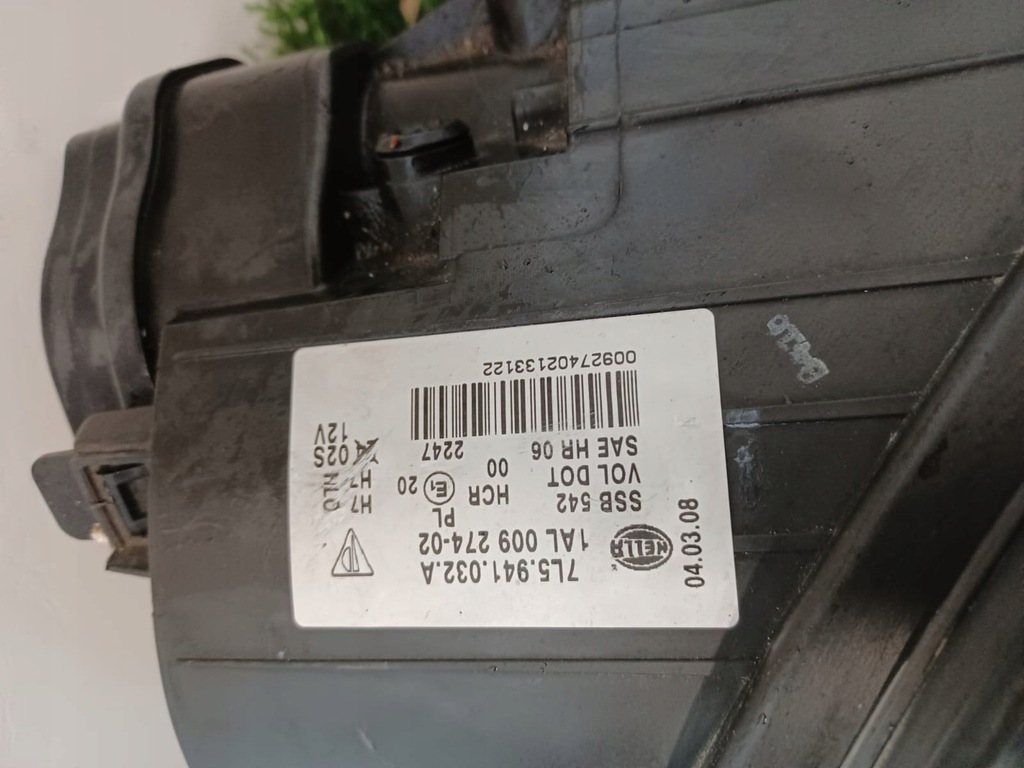 04.03.08
HELLA
7L5.941.032.A
1AL 009 274-02
SSB 542
VOL DOT
SAE HR 06
PL
HCR
00
2247
E1
20
H7
H7
02S
12V
00927402133122